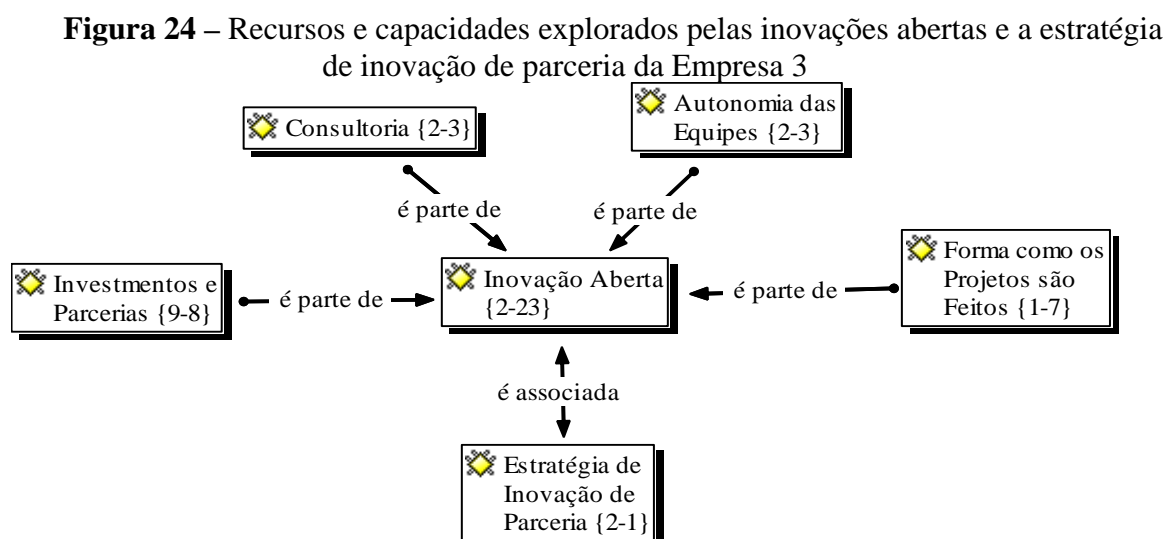 Figura 24 – Recursos e capacidades explorados pelas inovações abertas e a estratégia
de inovação de parceria da Empresa 3
Consultoria {2-3}
Autonomia das
Equipes {2-3}
é parte de
é parte de
Investimentos e
Parcerias {9-8}
é parte de
Inovação Aberta
{2-23}
é parte de
Forma como os
Projetos são
Feitos {1-7}
é associada
Estratégia de
Inovação de
Parceria {2-1}